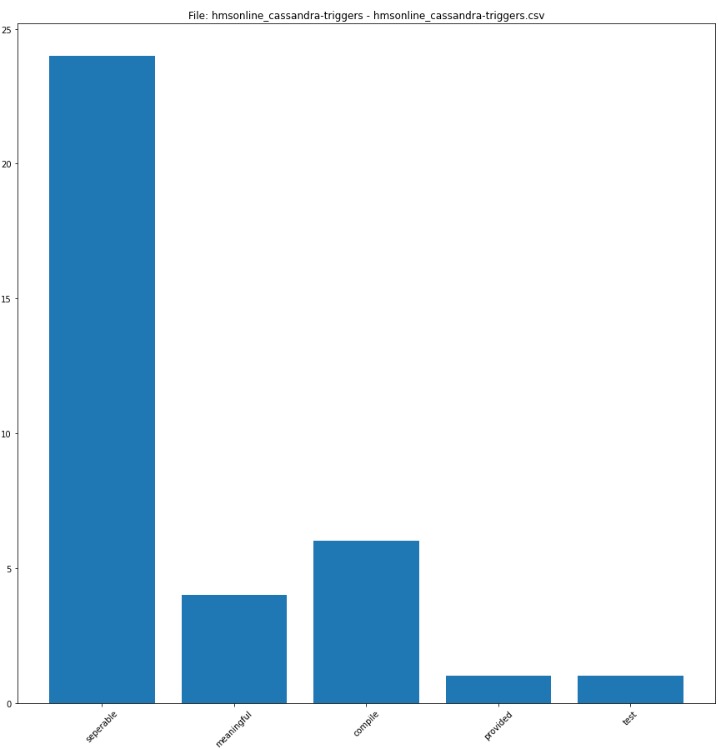 File: hmsonline_cassandra-triggers - hmsonline_cassandra-triggers.csv
25
20
15
10
5
0
seperable
meaningful
compile
provided
test